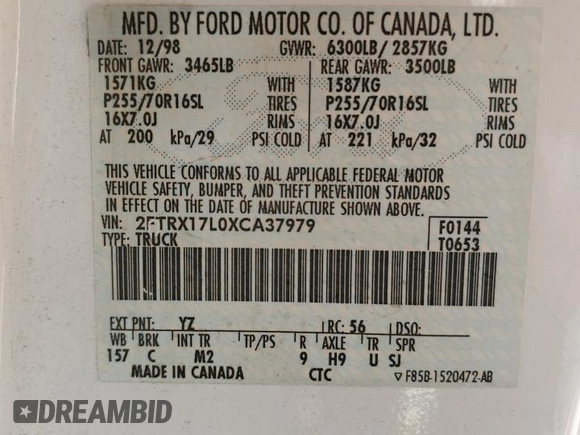 MFD. BY FORD MOTOR CO. OF CANADA, LTD.
DATE: 12/98 GVWR: 6300LB/ 2857KG
FRONT GAWR: 3465LB REAR GAWR: 3500LB
1571KG WITH 1587KG WITH
P255/70R16SL TIRES P255/70R16SL TIRES
16X7.0J RIMS 16X7.0J RIMS
AT 200 kPa/29 PSI COLD AT 221 kPa/32 PSI COLD
THIS VEHICLE CONFORMS TO ALL APPLICABLE FEDERAL MOTOR
VEHICLE SAFETY, BUMPER, AND THEFT PREVENTION STANDARDS
IN EFFECT ON THE DATE OF MANUFACTURE SHOWN ABOVE.
VIN: 2FTRX17L0XCA37979 F0144
TYPE: TRUCK T0653
EXT PNT: YZ RC: 56 DSO:
WB BRK INT TR TP/PS R AXLE TR SPR
157 C M2 9 H9 U SJ
MADE IN CANADA CTC ▽ F85B-1520472-AB
DREAMBID